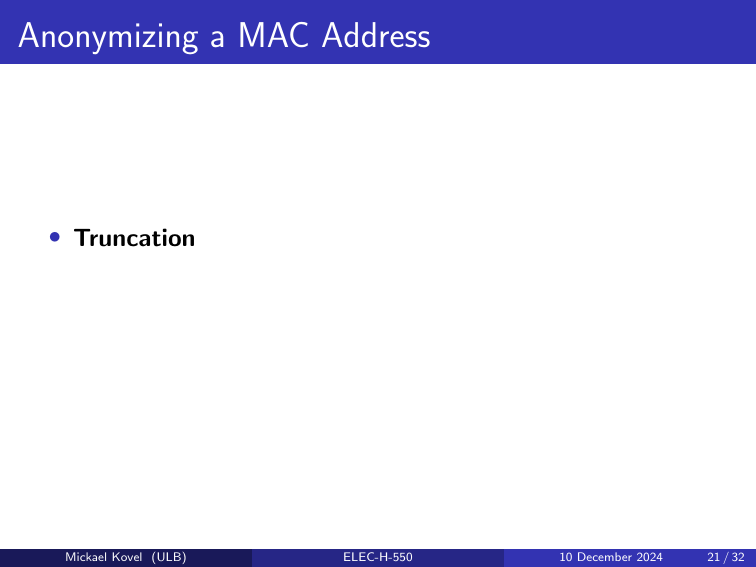 Anonymizing a MAC Address
• Truncation
Mickael Kovel (ULB) ELEC-H-550 10 December 2024 21 / 32